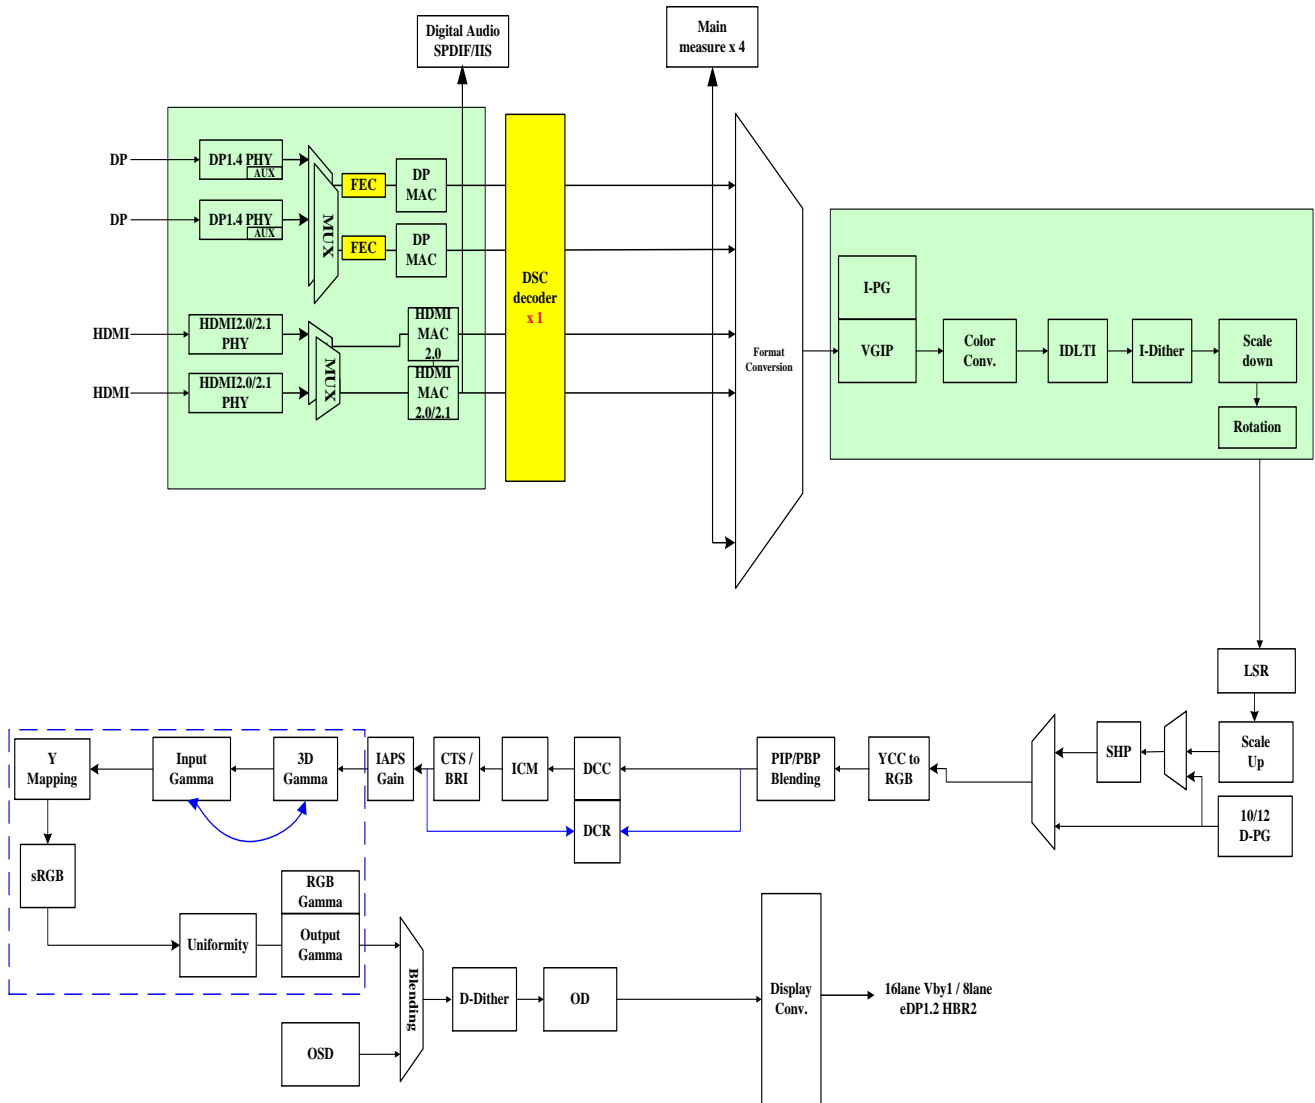 Digital Audio
SPDIF/IIS
Main
measure x 4
DP
DP1.4 PHY
AUX
FEC
DP
MAC
DP
DP1.4 PHY
AUX
MUX
FEC
DP
MAC
DSC
decoder
x 1
HDMI
HDMI2.0/2.1
PHY
HDMI
MAC
2.0
HDMI
HDMI2.0/2.1
PHY
MUX
HDMI
MAC
2.0/2.1
Format
Conversion
I-PG
VGIP
Color
Conv.
IDLTI
I-Dither
Scale
down
Rotation
LSR
Scale
Up
10/12
D-PG
SHP
YCC to
RGB
PIP/PBP
Blending
DCC
DCR
ICM
CTS /
BRI
IAPS
Gain
3D
Gamma
Input
Gamma
Y
Mapping
sRGB
Uniformity
RGB
Gamma
Output
Gamma
OSD
Blending
D-Dither
OD
Display
Conv.
16lane Vby1 / 8lane
eDP1.2 HBR2